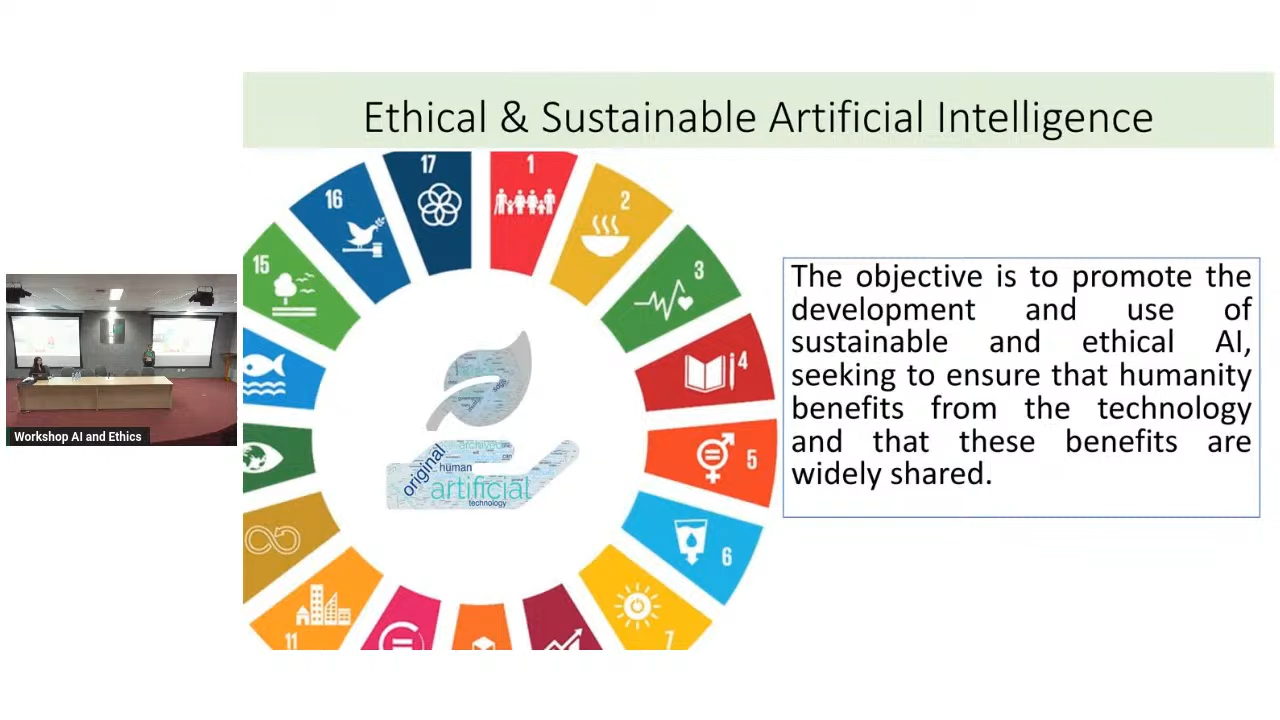 Ethical & Sustainable Artificial Intelligence
17
1
16
2
15
3
4
5
6
7
11
original
human
artificial
technology
The objective is to promote the
development and use of
sustainable and ethical AI,
seeking to ensure that humanity
benefits from the technology
and that these benefits are
widely shared.
Workshop AI and Ethics